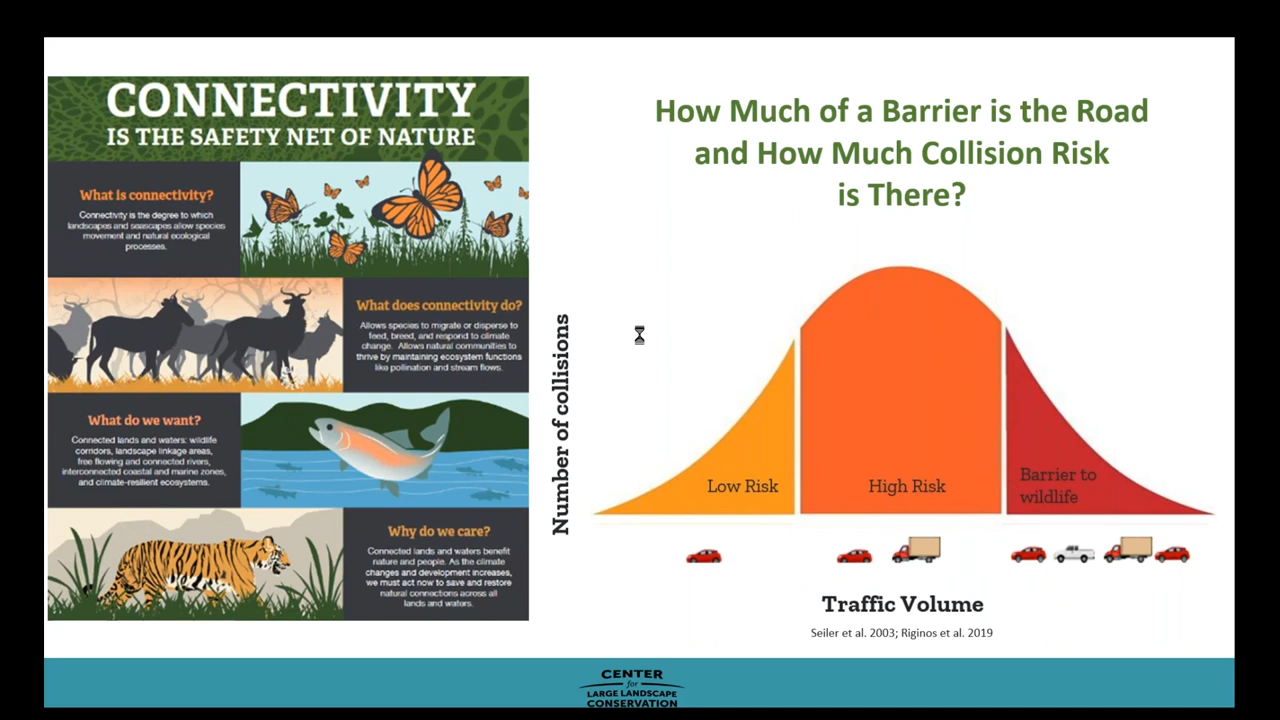 CONNECTIVITY
IS THE SAFETY NET OF NATURE
What is connectivity?
Connectivity is the degree to which
landscapes and seascapes allow species
movement and natural ecological
processes.
What does connectivity do?
Allows species to migrate or disperse to
feed, breed, and respond to climate
change. Allows natural communities to
thrive by maintaining ecosystem functions
like pollination and stream flows.
What do we want?
Connected lands and waters: wildlife
corridors, landscape linkage areas,
free flowing and connected rivers,
interconnected coastal and marine zones,
and climate-resilient ecosystems.
Why do we care?
Connected lands and waters benefit
nature and people. As the climate
changes and development increases,
we must act now to save and restore
natural connections across all
lands and waters.
How Much of a Barrier is the Road
and How Much Collision Risk
is There?
Number of collisions
Low Risk
High Risk
Barrier to
wildlife
Traffic Volume
Seiler et al. 2003; Riginos et al. 2019
CENTER
for
LARGE LANDSCAPE
CONSERVATION